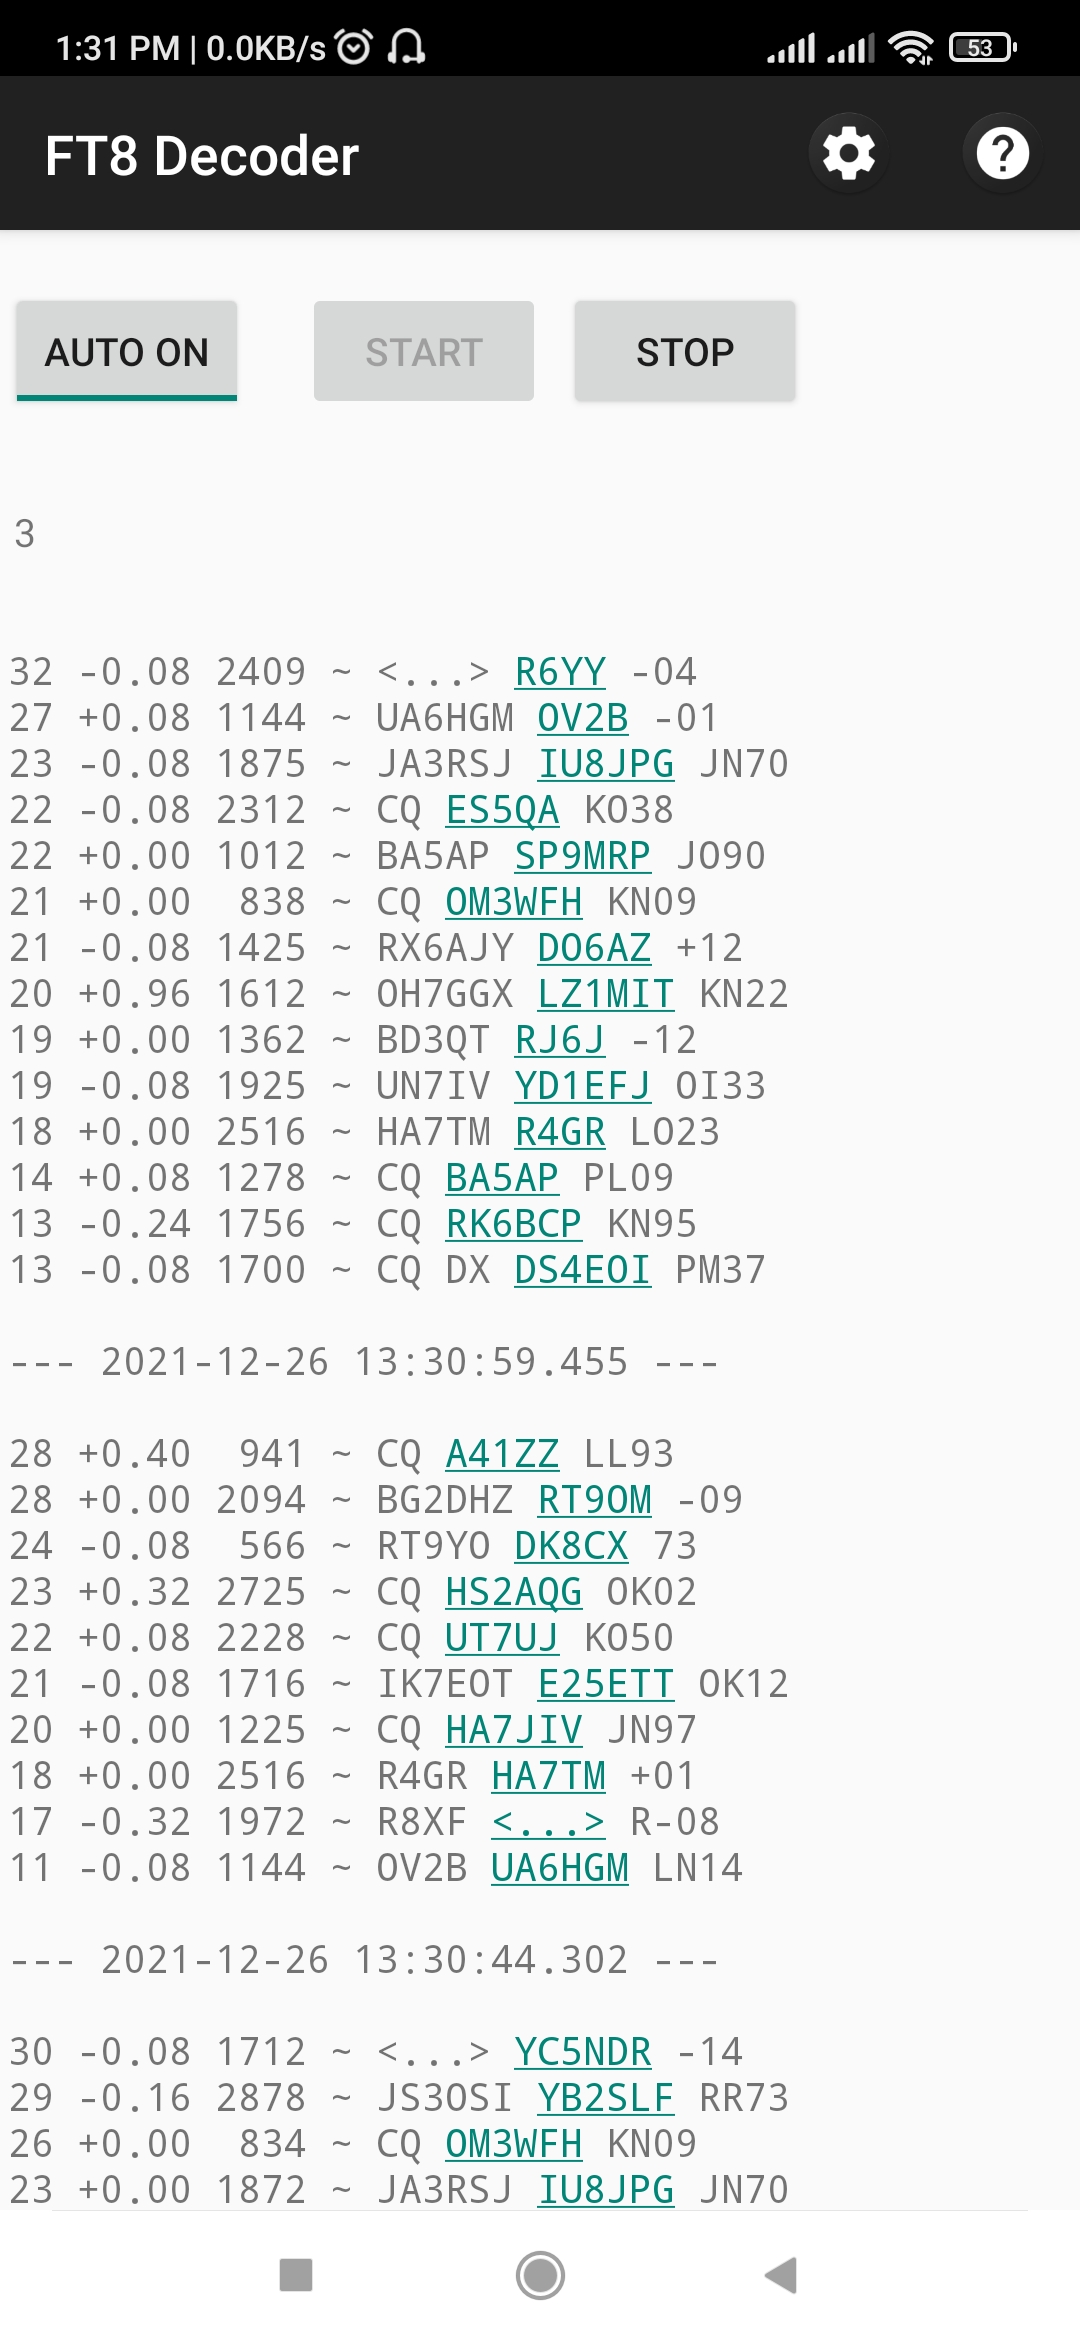 1:31 PM | 0.0KB/s 53
FT8 Decoder
AUTO ON START STOP
3
32 -0.08 2409 ~ <...> R6YY -04
27 +0.08 1144 ~ UA6HGM OV2B -01
23 -0.08 1875 ~ JA3RSJ IU8JPG JN70
22 -0.08 2312 ~ CQ ES5QA KO38
22 +0.00 1012 ~ BA5AP SP9MRP JO90
21 +0.00  838 ~ CQ OM3WFH KN09
21 -0.08 1425 ~ RX6AJY DO6AZ +12
20 +0.96 1612 ~ OH7GGX LZ1MIT KN22
19 +0.00 1362 ~ BD3QT RJ6J -12
19 -0.08 1925 ~ UN7IV YD1EFJ OI33
18 +0.00 2516 ~ HA7TM R4GR LO23
14 +0.08 1278 ~ CQ BA5AP PL09
13 -0.24 1756 ~ CQ RK6BCP KN95
13 -0.08 1700 ~ CQ DX DS4EOI PM37
--- 2021-12-26 13:30:59.455 ---
28 +0.40  941 ~ CQ A41ZZ LL93
28 +0.00 2094 ~ BG2DHZ RT9OM -09
24 -0.08  566 ~ RT9YO DK8CX 73
23 +0.32 2725 ~ CQ HS2AQG OK02
22 +0.08 2228 ~ CQ UT7UJ KO50
21 -0.08 1716 ~ IK7EOT E25ETT OK12
20 +0.00 1225 ~ CQ HA7JIV JN97
18 +0.00 2516 ~ R4GR HA7TM +01
17 -0.32 1972 ~ R8XF <...> R-08
11 -0.08 1144 ~ OV2B UA6HGM LN14
--- 2021-12-26 13:30:44.302 ---
30 -0.08 1712 ~ <...> YC5NDR -14
29 -0.16 2878 ~ JS3OSI YB2SLF RR73
26 +0.00  834 ~ CQ OM3WFH KN09
23 +0.00 1872 ~ JA3RSJ IU8JPG JN70